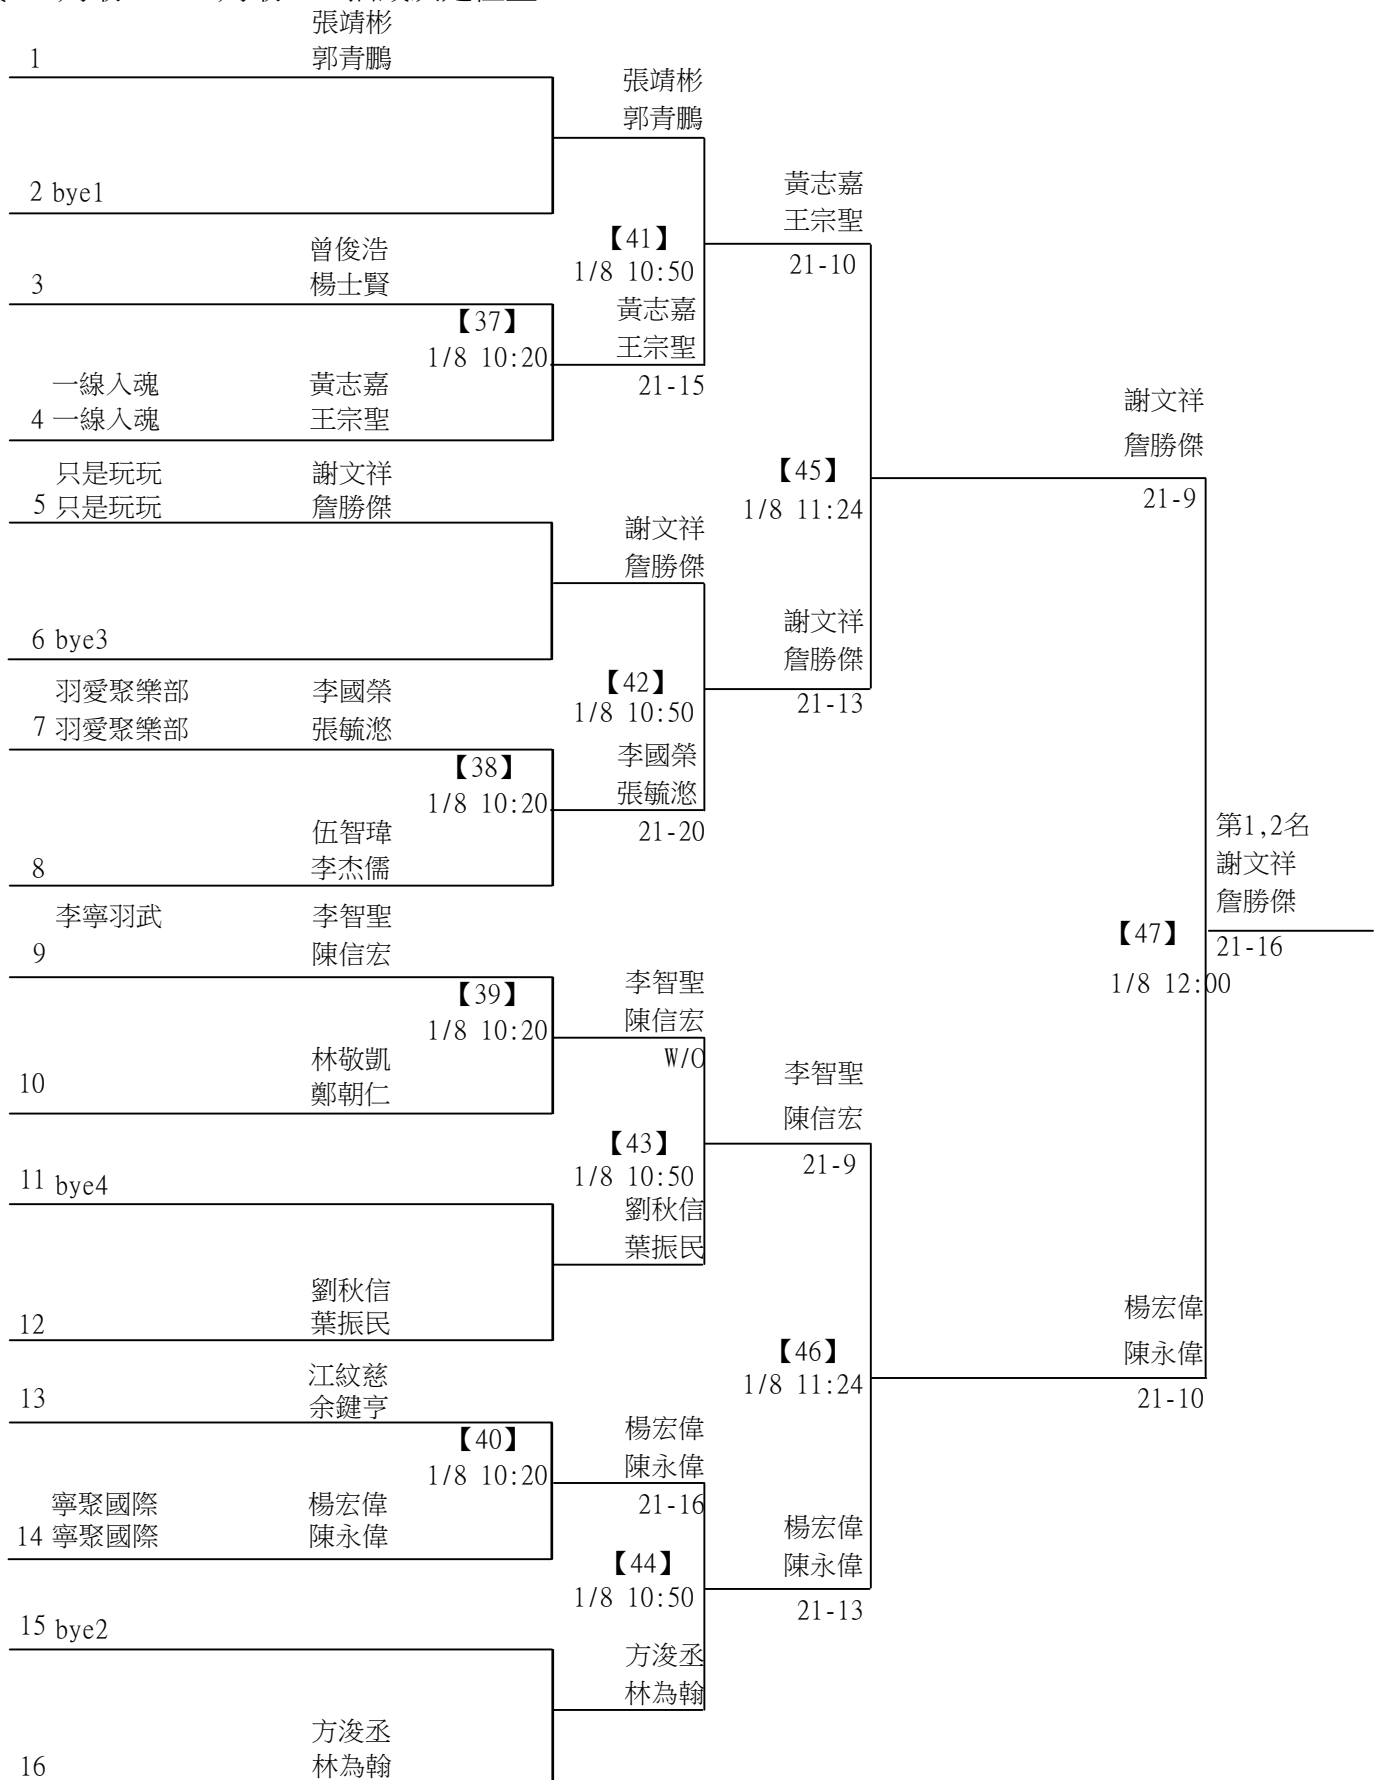 張靖彬
1 郭青鵬
張靖彬
郭青鵬
2 bye1
黃志嘉
王宗聖
21-10
【41】
1/8 10:50
曾俊浩
3 楊士賢
【37】
1/8 10:20
黃志嘉
王宗聖
21-15
一線入魂 黃志嘉
4 一線入魂 王宗聖
只是玩玩 謝文祥
5 只是玩玩 詹勝傑
【45】
1/8 11:24
謝文祥
詹勝傑
21-9
謝文祥
詹勝傑
6 bye3
謝文祥
詹勝傑
21-13
【42】
1/8 10:50
羽愛聚樂部 李國榮
7 羽愛聚樂部 張毓滺
【38】
1/8 10:20
李國榮
張毓滺
21-20
伍智瑋
8 李杰儒
第1,2名
謝文祥
詹勝傑
21-16
【47】
1/8 12:00
李寧羽武 李智聖
9 陳信宏
【39】
1/8 10:20
李智聖
陳信宏
W/O
林敬凱
10 鄭朝仁
李智聖
陳信宏
21-9
【43】
1/8 10:50
11 bye4
劉秋信
葉振民
劉秋信
12 葉振民
【46】
1/8 11:24
楊宏偉
陳永偉
21-10
江紋慈
13 余鍵亨
【40】
1/8 10:20
楊宏偉
陳永偉
21-16
寧聚國際 楊宏偉
14 寧聚國際 陳永偉
【44】
1/8 10:50
楊宏偉
陳永偉
21-13
15 bye2
方浚丞
林為翰
方浚丞
16 林為翰